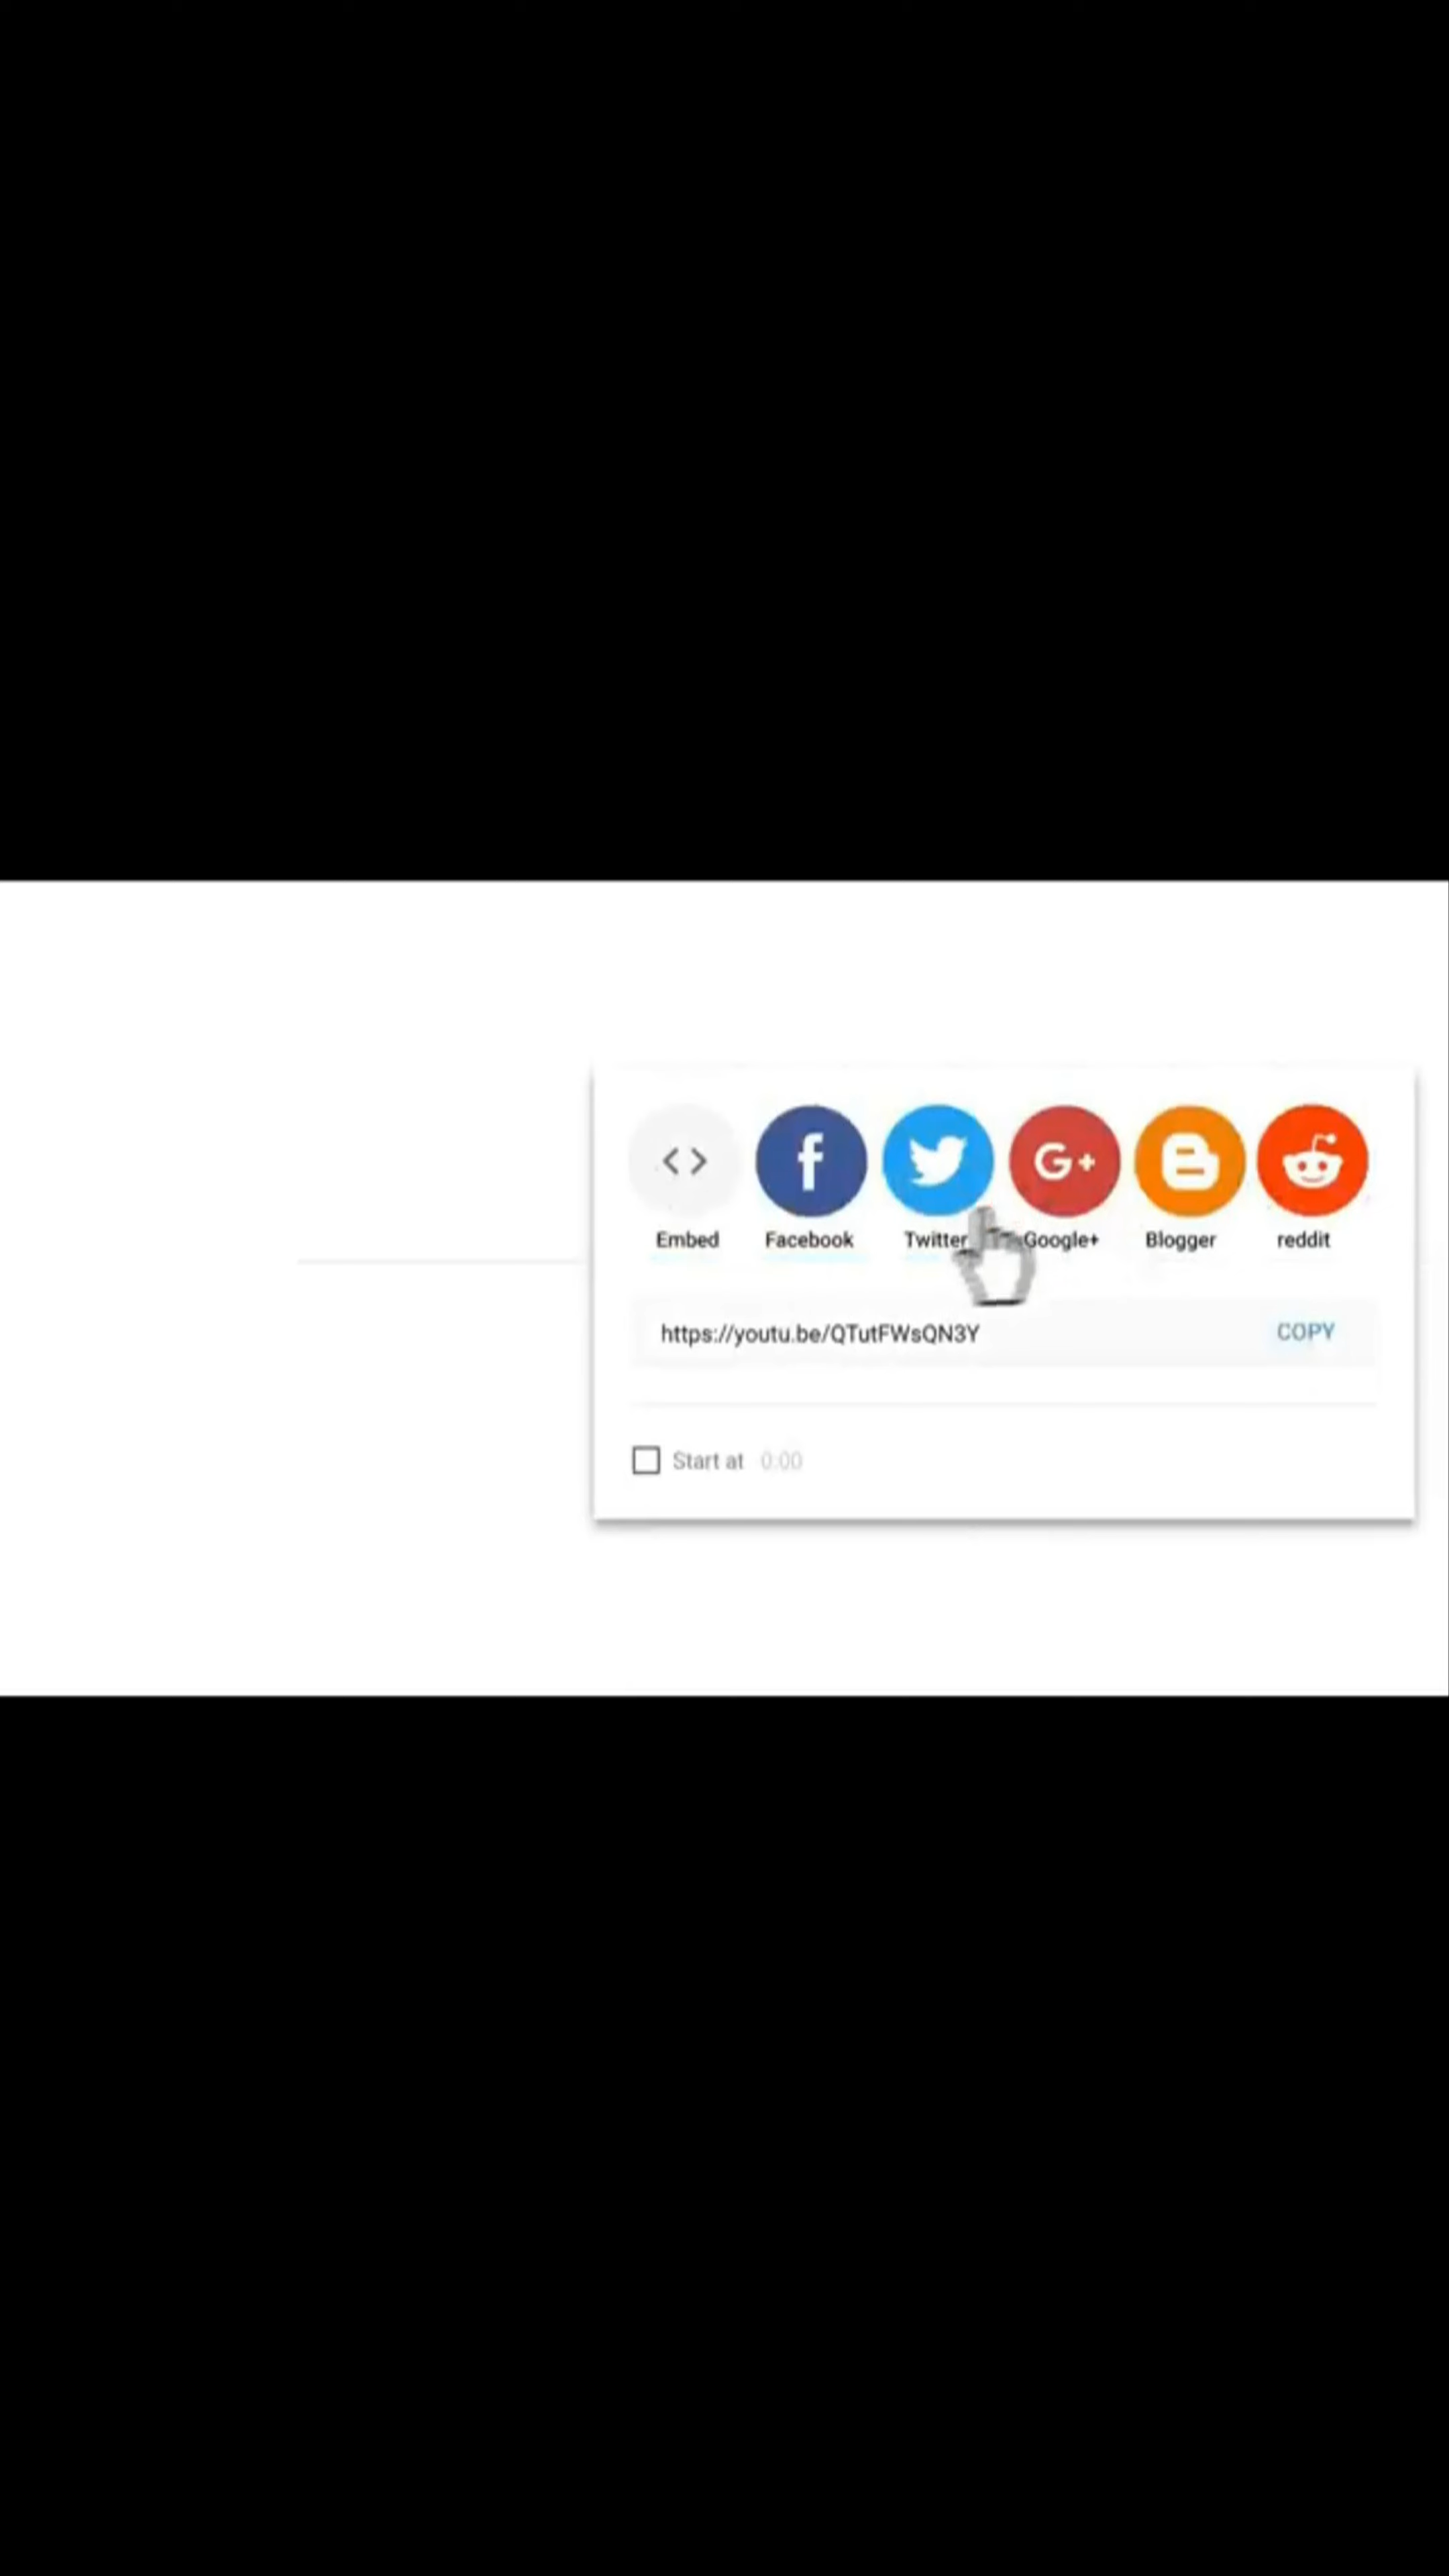 Embed Facebook Twitter Google+ Blogger reddit
https://youtu.be/QTutFWsQN3Y COPY
Start at 0:00